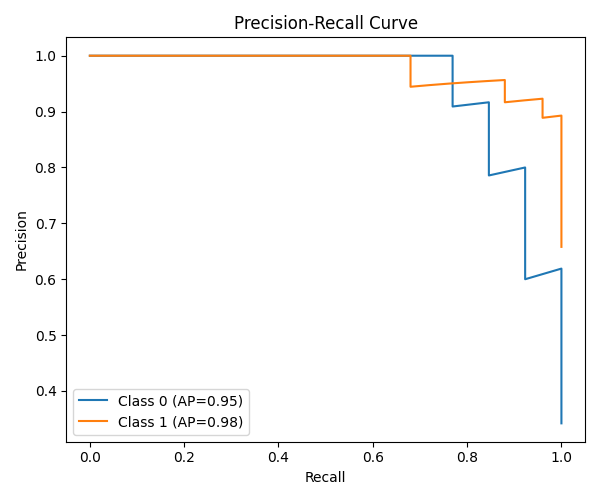 Precision-Recall Curve
Precision
1.0
0.9
0.8
0.7
0.6
0.5
0.4
Class 0 (AP=0.95)
Class 1 (AP=0.98)
0.0 0.2 0.4 0.6 0.8 1.0
Recall